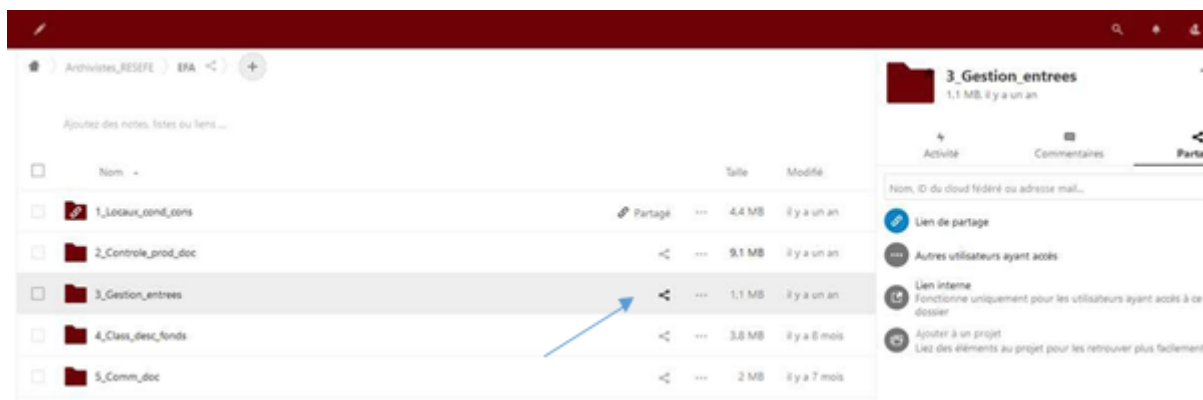 Archivistes_RESEFE EFA
Ajoutez des notes, listes ou liens ...
Nom Taille Modifié
1_Locaux_cond_cons Partagé 4,4 MB il y a un an
2_Controle_prod_doc 9,1 MB il y a un an
3_Gestion_entrees 1,1 MB il y a un an
4_Class_desc_fonds 3,8 MB il y a 8 mois
5_Comm_doc 2 MB il y a 7 mois
3_Gestion_entrees
1,1 MB, il y a un an
Activité Commentaires Parta
Nom, ID du cloud fédéré ou adresse mail...
Lien de partage
Autres utilisateurs ayant accès
Lien interne
Fonctionne uniquement pour les utilisateurs ayant accès à ce
dossier
Ajouter à un projet
Liez des éléments au projet pour les retrouver plus facilement